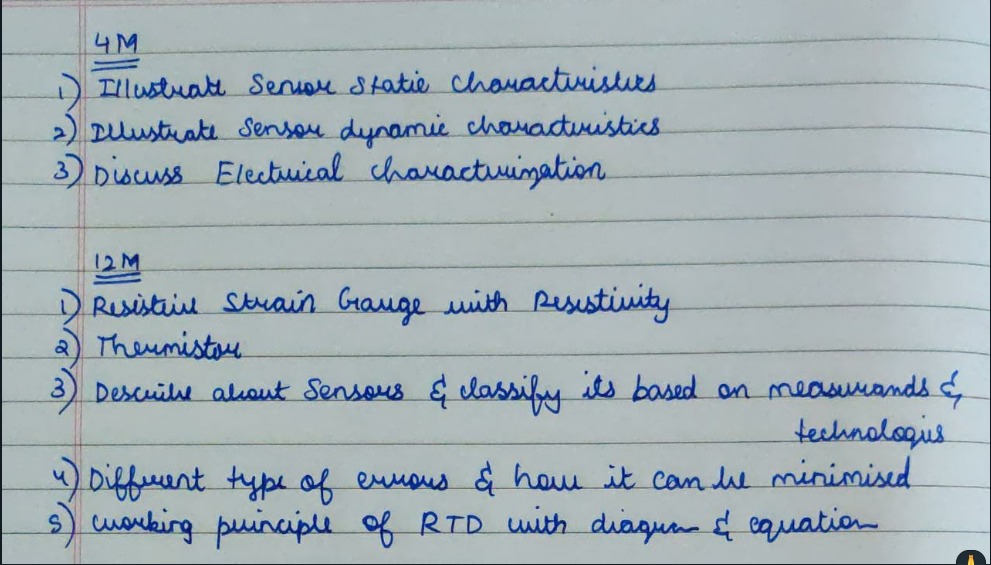 4M
1) Illustrate Sensor Static characteristics
2) Illustrate Sensor dynamic characteristics
3) Discuss Electrical characterization
12M
1) Resistive Strain Gauge with Resistivity
2) Thermistor
3) Describe about Sensors & classify its based on measurands &
technologies
4) Different type of errors & how it can be minimised
5) working principle of RTD with diagram & equation